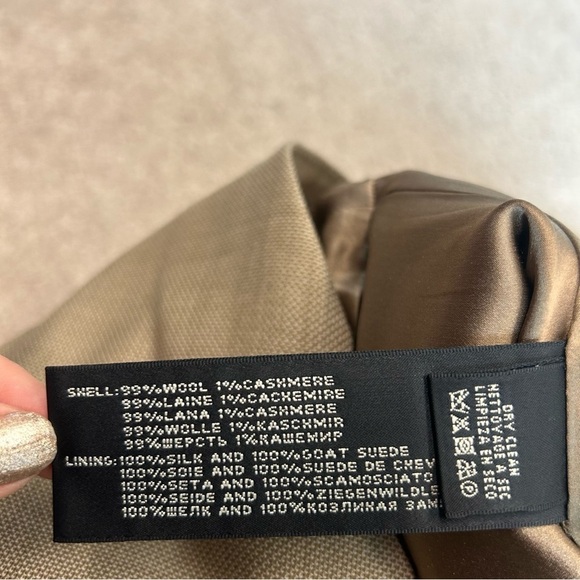 SHELL:99%WOOL 1%CASHMERE
99%LAINE 1%CACHEMIRE
99%LANA 1%CASHMERE
99%WOLLE 1%KASCHMIR
99%ШЕРСТЬ 1%КАШЕМИР
LINING:100%SILK AND 100%GOAT SUEDE
100%SOIE AND 100%SUEDE DE CHEV
100%SETA AND 100%SCAMOSCIATO
100%SEIDE AND 100%ZIEGENWILDLE
100%ШЕЛК AND 100%КОЗЛИКАЯ ЗАМ
DRY CLEAN
NETTOYAGE A SEC
LIMPIEZA EN SECO